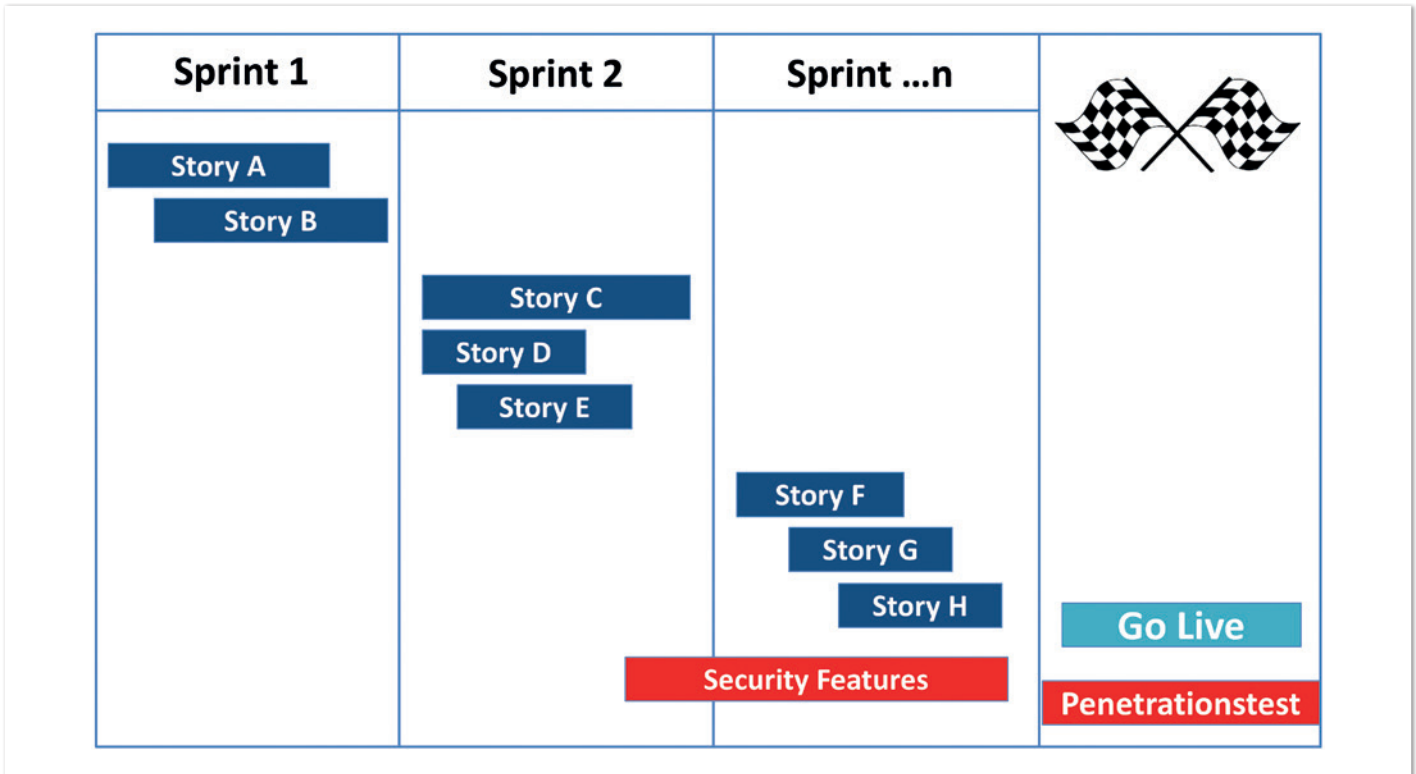 Sprint 1
Sprint 2
Sprint ...n
Story A
Story B
Story C
Story D
Story E
Story F
Story G
Story H
Go Live
Security Features
Penetrationstest